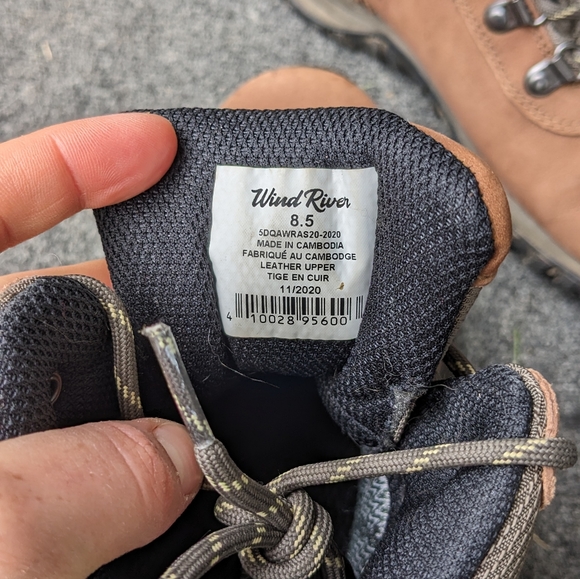 Wind River
8.5
5DQAWRAS20-2020
MADE IN CAMBODIA
FABRIQUÉ AU CAMBODGE
LEATHER UPPER
TIGE EN CUIR
11/2020
4 10028 95600